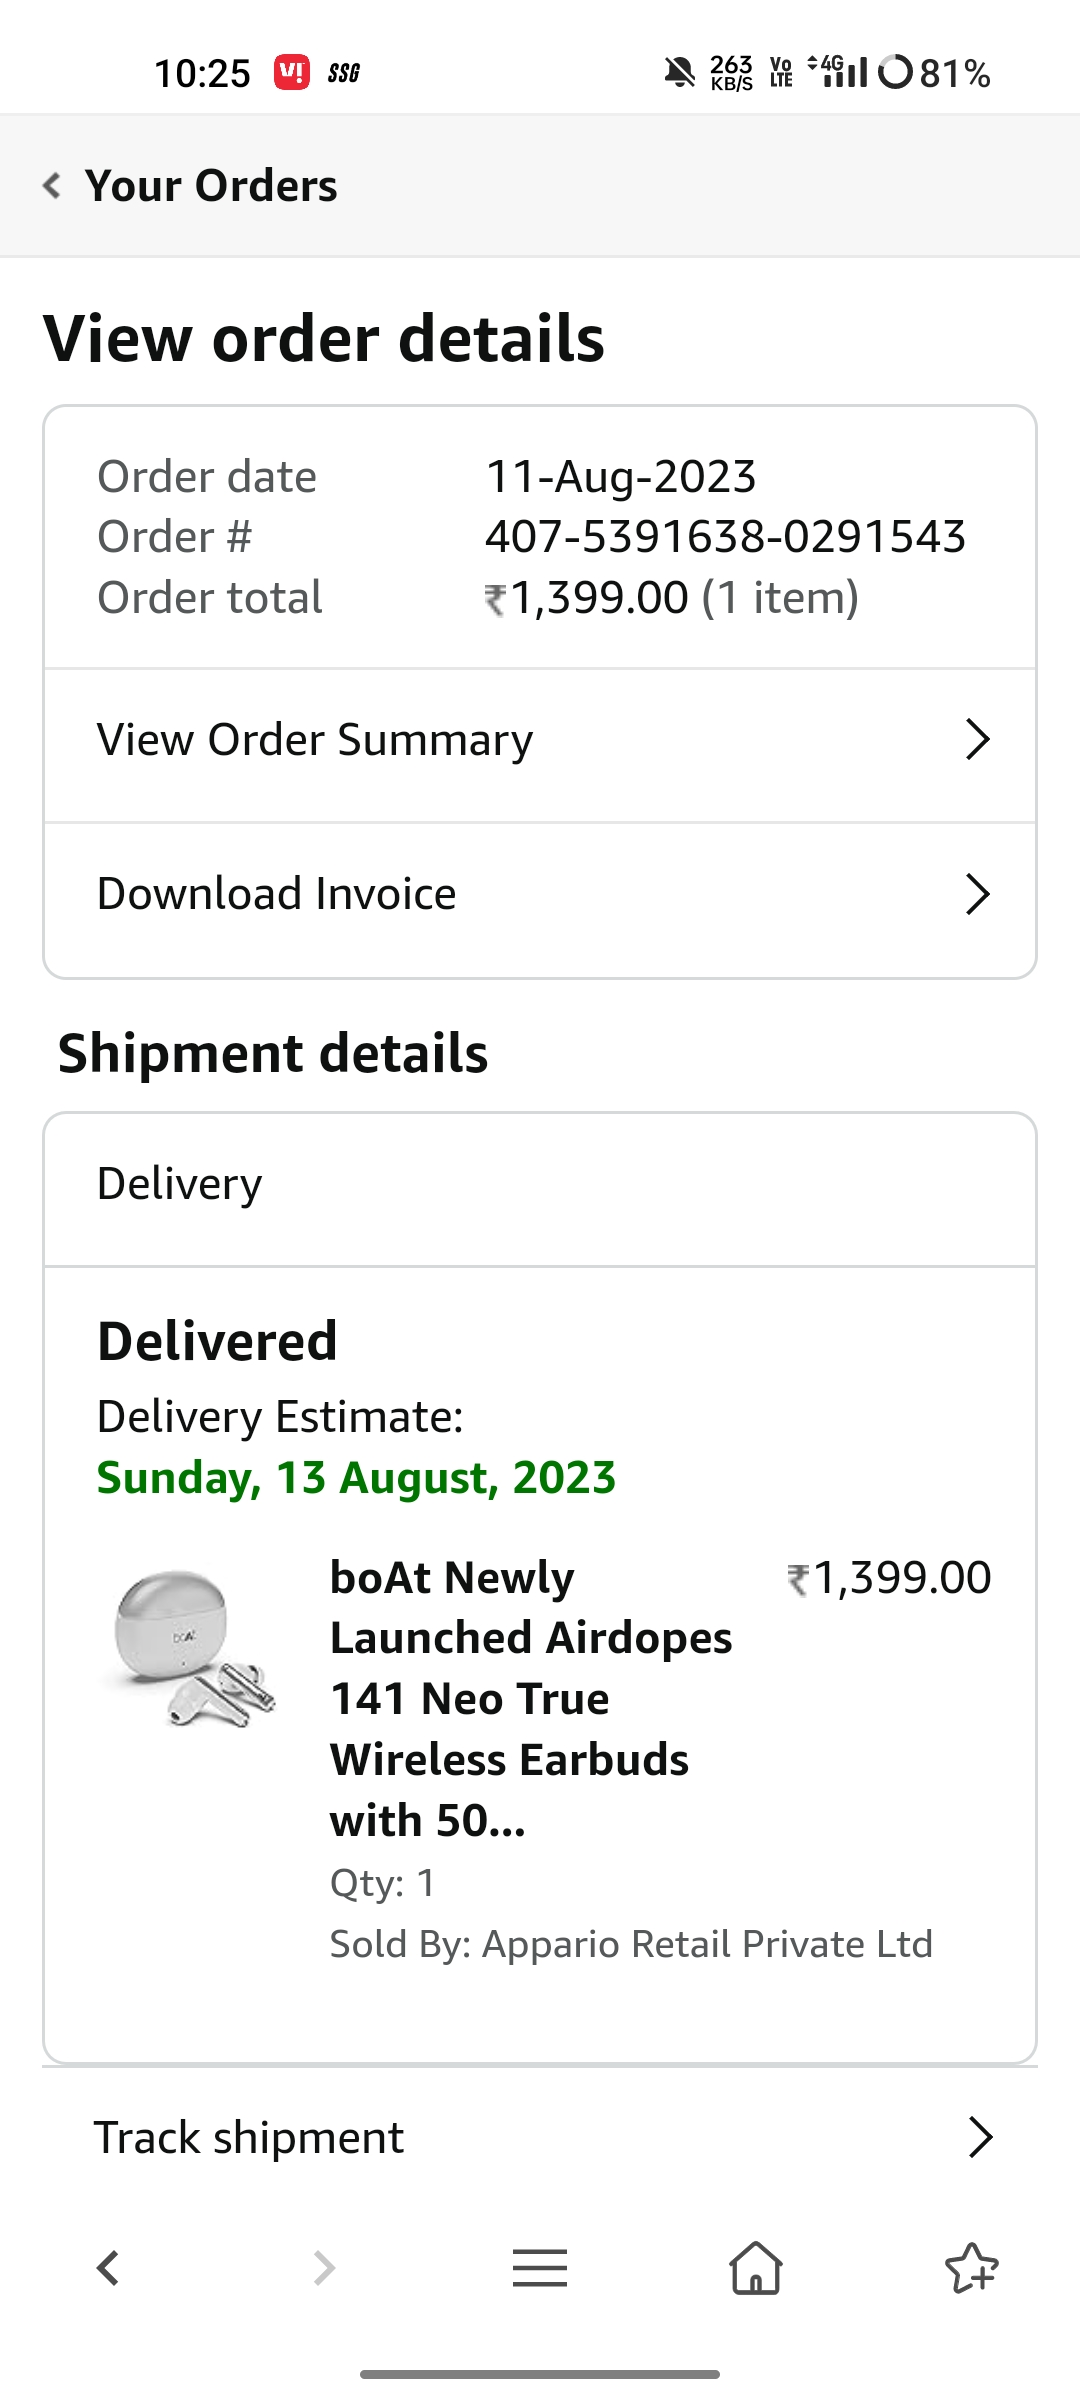 10:25 V! SSG 263 KB/S Vo LTE 4G 81%
Your Orders
View order details
Order date 11-Aug-2023
Order # 407-5391638-0291543
Order total ₹1,399.00 (1 item)
View Order Summary
Download Invoice
Shipment details
Delivery
Delivered
Delivery Estimate:
Sunday, 13 August, 2023
boAt
boAt Newly ₹1,399.00
Launched Airdopes
141 Neo True
Wireless Earbuds
with 50...
Qty: 1
Sold By: Appario Retail Private Ltd
Track shipment